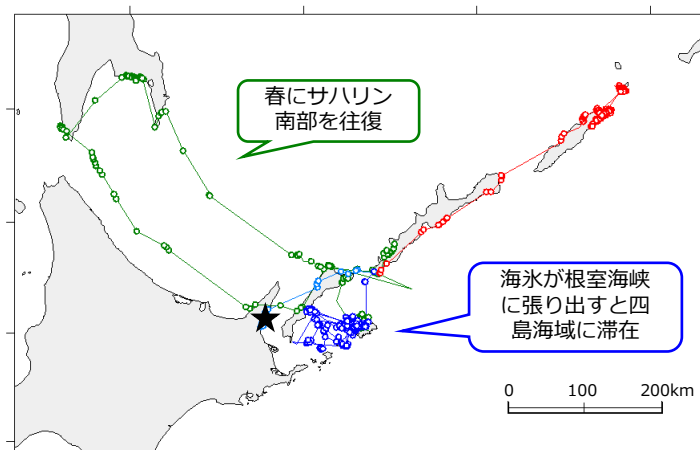 春にサハリン
南部を往復
海氷が根室海峡
に張り出すと四
島海域に滞在
0 100 200km